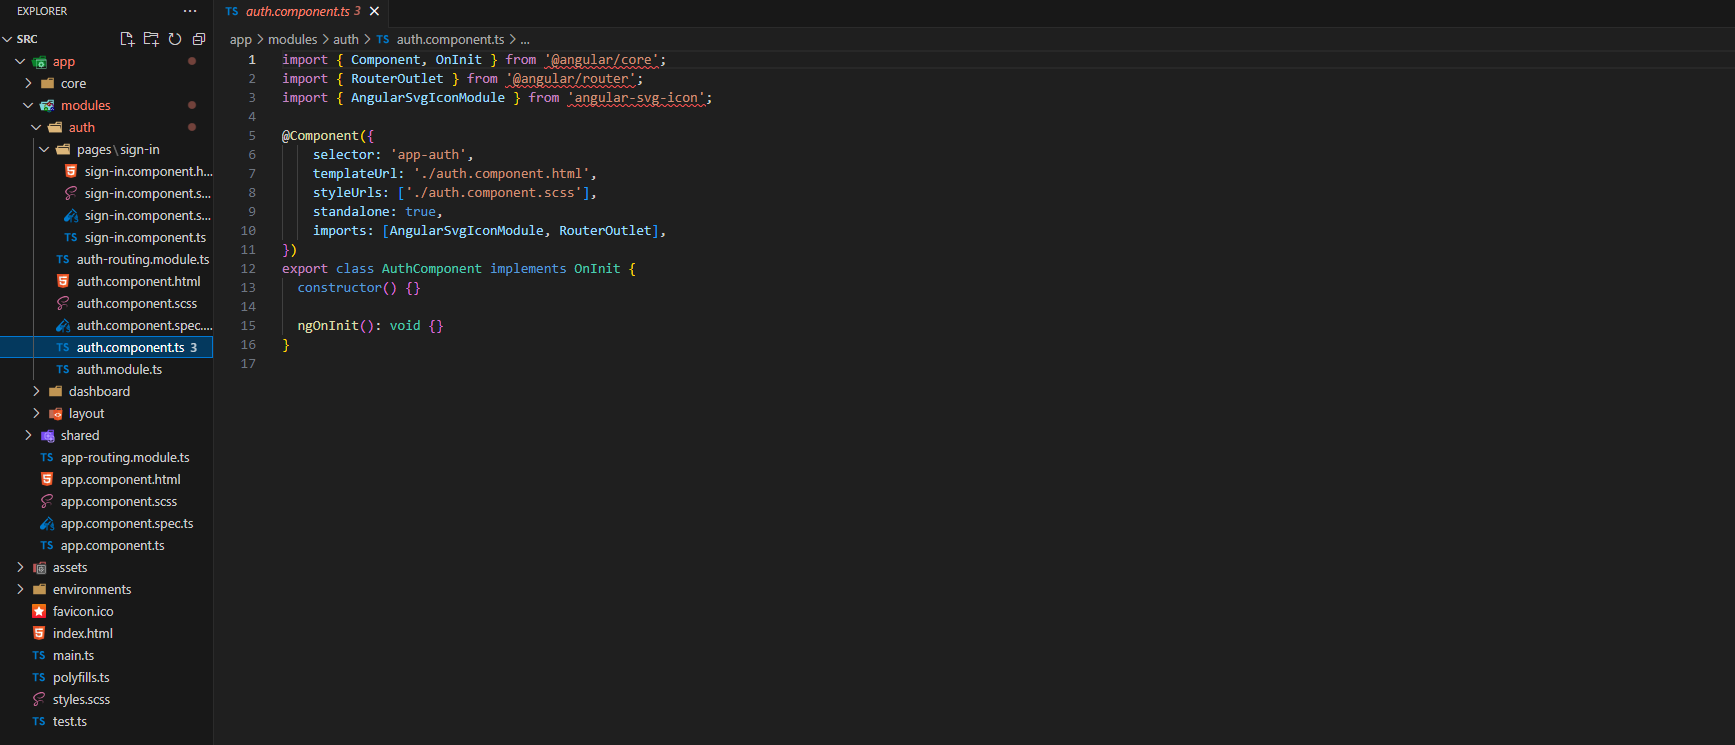 EXPLORER ...
SRC
app
core
modules
auth
pages\sign-in
sign-in.component.h...
sign-in.component.s...
sign-in.component.s...
sign-in.component.ts
auth-routing.module.ts
auth.component.html
auth.component.scss
auth.component.spec....
auth.component.ts 3
auth.module.ts
dashboard
layout
shared
app-routing.module.ts
app.component.html
app.component.scss
app.component.spec.ts
app.component.ts
assets
environments
favicon.ico
index.html
main.ts
polyfills.ts
styles.scss
test.ts
TS auth.component.ts 3
app > modules > auth > TS auth.component.ts > ...
1 import { Component, OnInit } from '@angular/core';
2 import { RouterOutlet } from '@angular/router';
3 import { AngularSvgIconModule } from 'angular-svg-icon';
4
5 @Component({
6     selector: 'app-auth',
7     templateUrl: './auth.component.html',
8     styleUrls: ['./auth.component.scss'],
9     standalone: true,
10     imports: [AngularSvgIconModule, RouterOutlet],
11 })
12 export class AuthComponent implements OnInit {
13   constructor() {}
14
15   ngOnInit(): void {}
16 }
17